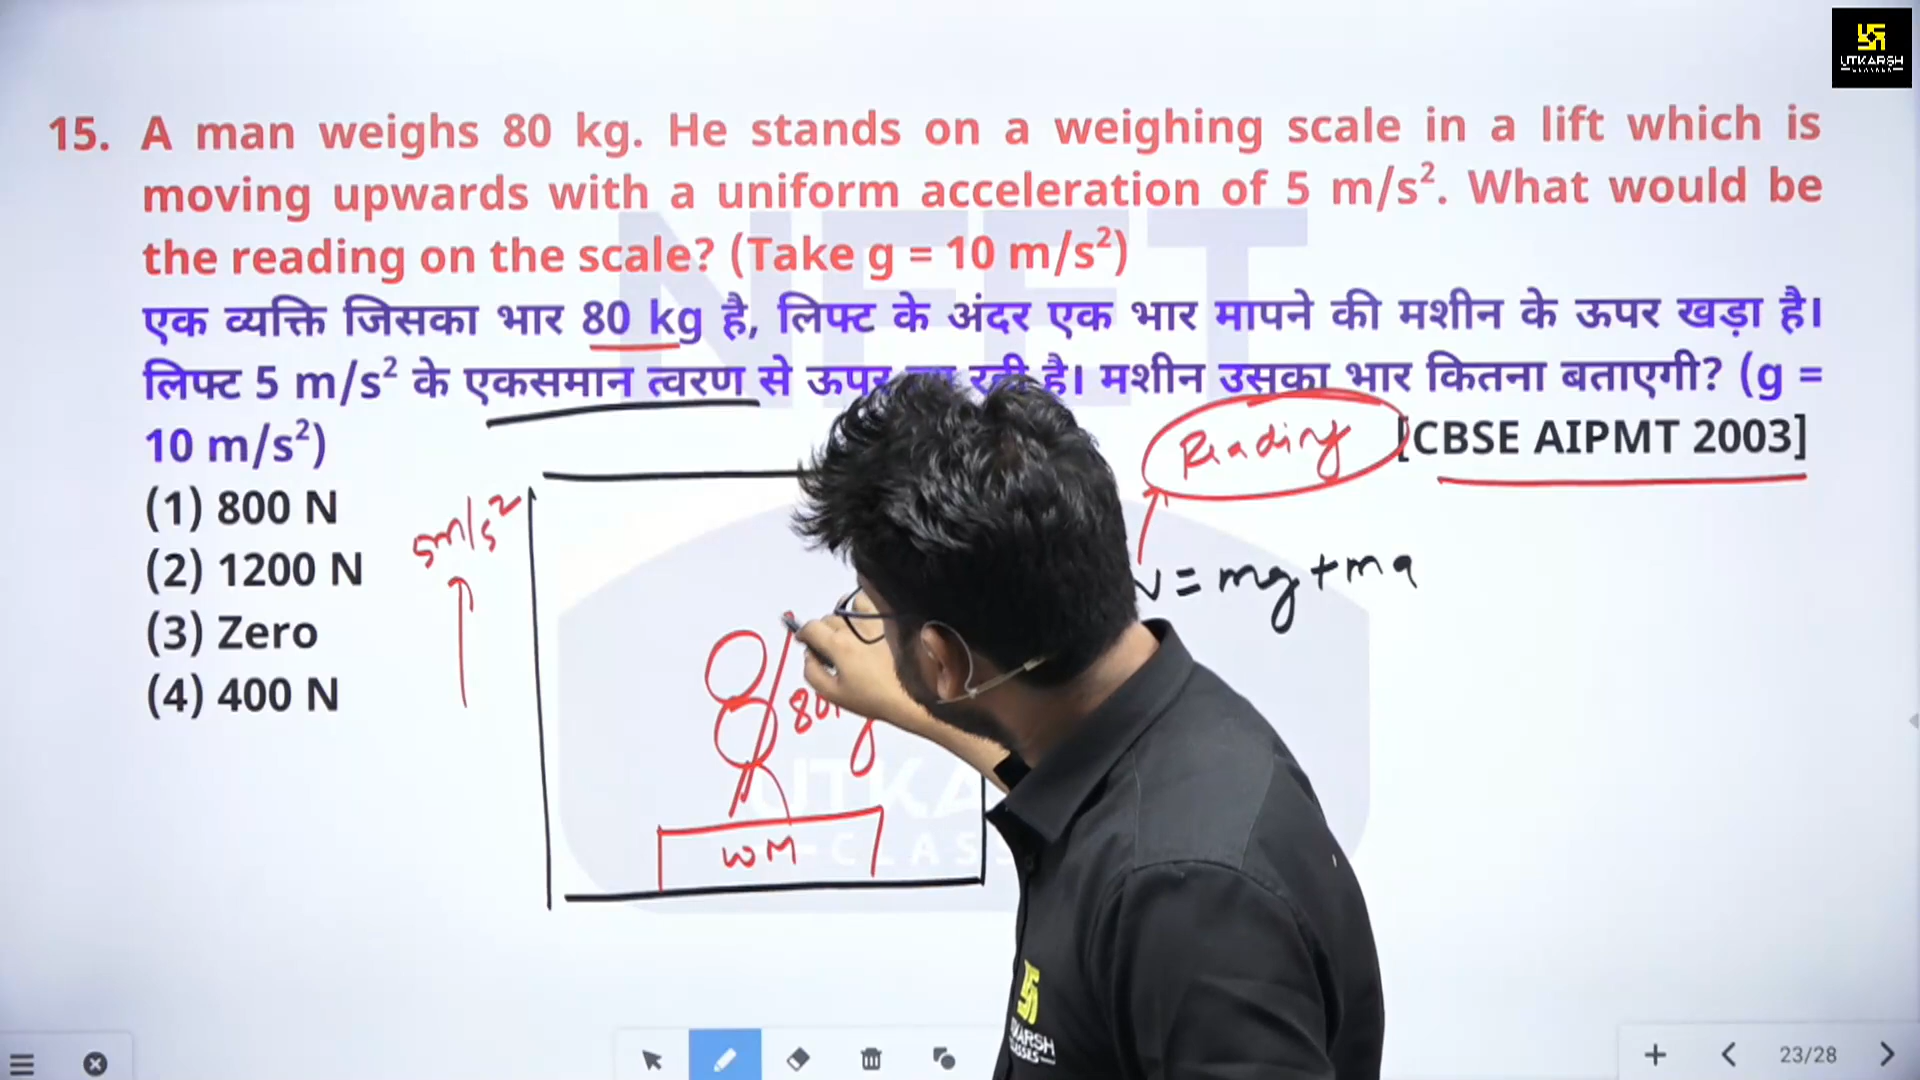 UTKARSH
CLASSES
15. A man weighs 80 kg. He stands on a weighing scale in a lift which is
moving upwards with a uniform acceleration of 5 m/s². What would be
the reading on the scale? (Take g = 10 m/s²)
एक व्यक्ति जिसका भार 80 kg है, लिफ्ट के अंदर एक भार मापने की मशीन के ऊपर खड़ा है।
लिफ्ट 5 m/s² के एकसमान त्वरण से ऊपर रही है। मशीन उसका भार कितना बताएगी? (g =
10 m/s²)
Reading
[CBSE AIPMT 2003]
(1) 800 N
(2) 1200 N
(3) Zero
(4) 400 N
5m/s²
= mg + ma
WM
NEET
23/28